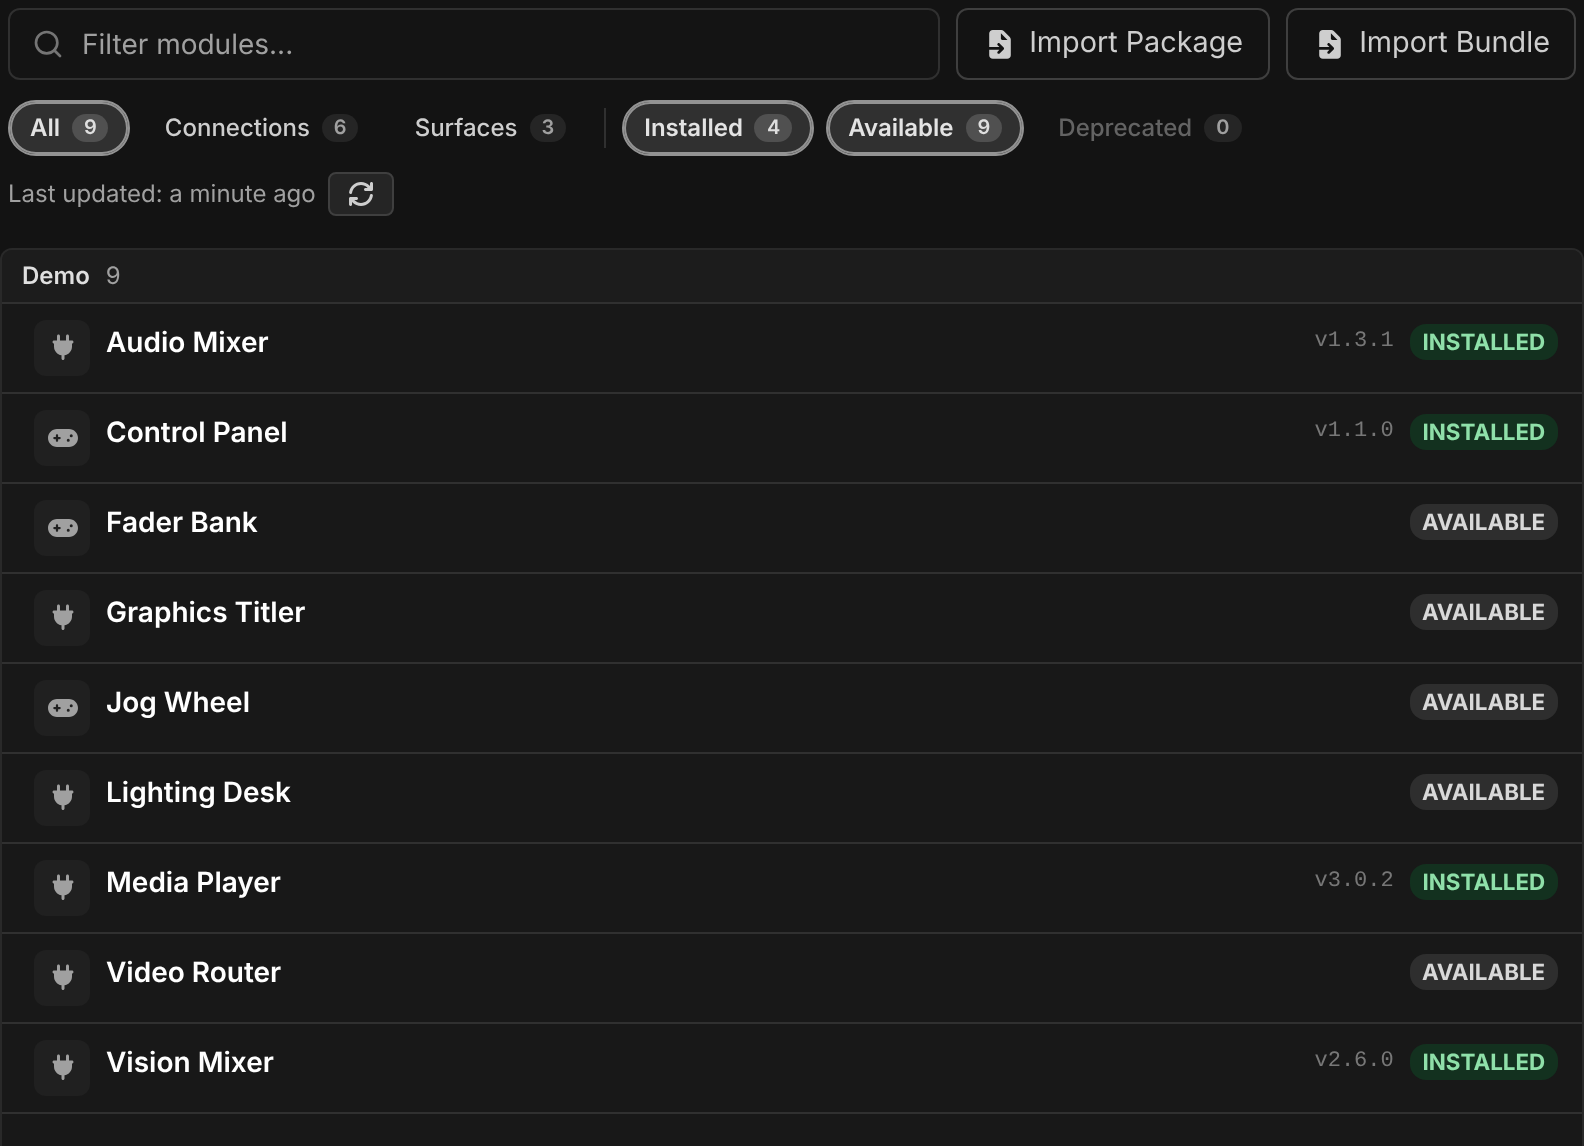 Filter modules...
Import Package
Import Bundle
All 9
Connections 6
Surfaces 3
Installed 4
Available 9
Deprecated 0
Last updated: a minute ago
Demo 9
Audio Mixer v1.3.1 INSTALLED
Control Panel v1.1.0 INSTALLED
Fader Bank AVAILABLE
Graphics Titler AVAILABLE
Jog Wheel AVAILABLE
Lighting Desk AVAILABLE
Media Player v3.0.2 INSTALLED
Video Router AVAILABLE
Vision Mixer v2.6.0 INSTALLED